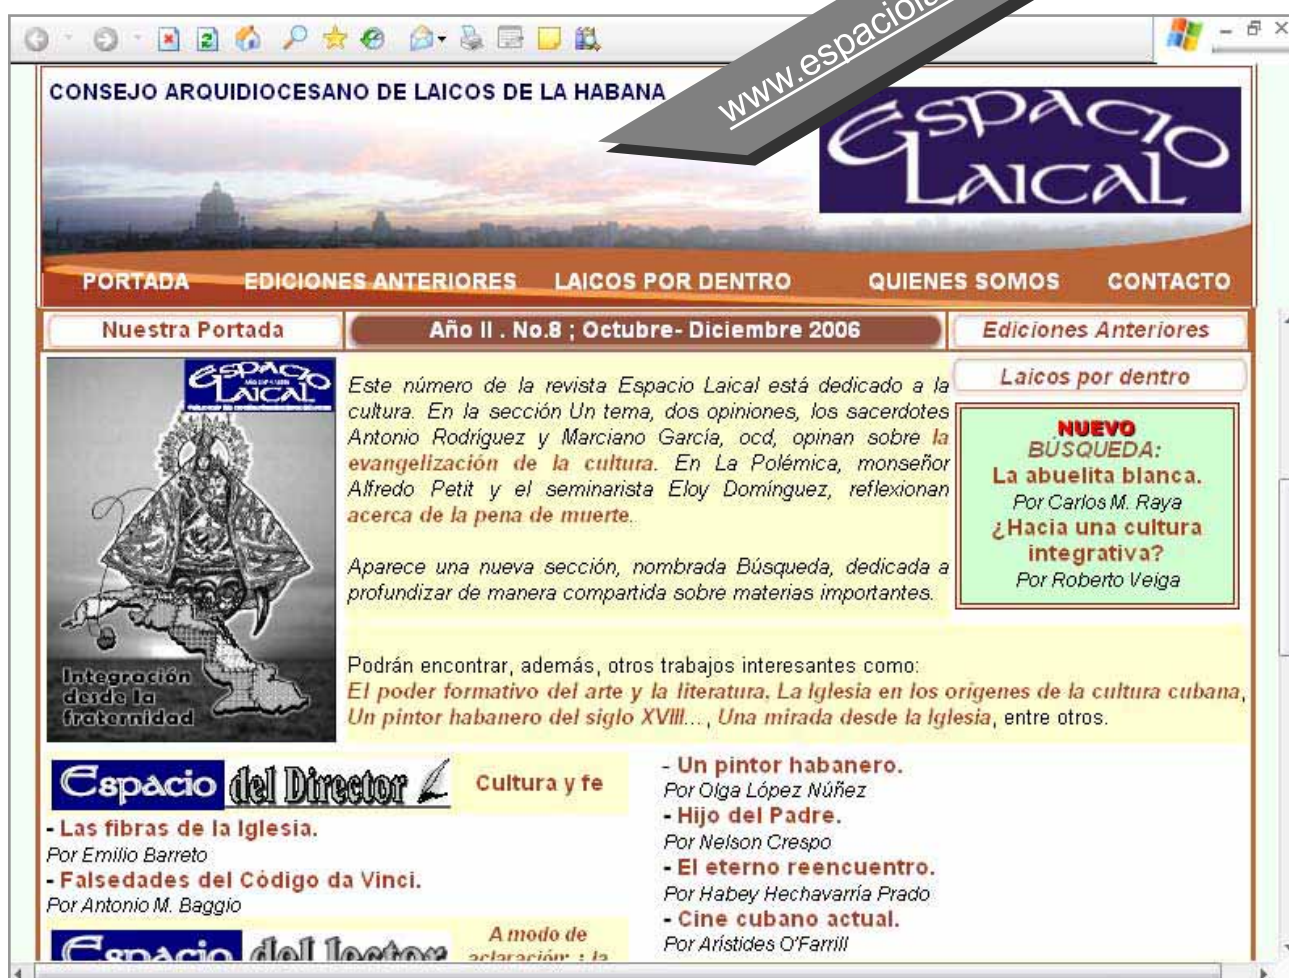 www.espaciola
CONSEJO ARQUIDIOCESANO DE LAICOS DE LA HABANA
ESPACIO
LAICAL
PORTADA EDICIONES ANTERIORES LAICOS POR DENTRO QUIENES SOMOS CONTACTO
Nuestra Portada
Año II . No.8 ; Octubre- Diciembre 2006
Ediciones Anteriores
Laicos por dentro
ESPACIO
LAICAL
Integración
desde la
fraternidad
Este número de la revista Espacio Laical está dedicado a la
cultura. En la sección Un tema, dos opiniones, los sacerdotes
Antonio Rodríguez y Marciano García, ocd, opinan sobre la
evangelización de la cultura. En La Polémica, monseñor
Alfredo Petit y el seminarista Eloy Domínguez, reflexionan
acerca de la pena de muerte.
Aparece una nueva sección, nombrada Búsqueda, dedicada a
profundizar de manera compartida sobre materias importantes.
NUEVO
BÚSQUEDA:
La abuelita blanca.
Por Carlos M. Raya
¿Hacia una cultura
integrativa?
Por Roberto Veiga
Podrán encontrar, además, otros trabajos interesantes como:
El poder formativo del arte y la literatura, La Iglesia en los orígenes de la cultura cubana,
Un pintor habanero del siglo XVIII..., Una mirada desde la Iglesia, entre otros.
Espacio del Director
Cultura y fe
- Las fibras de la Iglesia.
Por Emilio Barreto
- Falsedades del Código da Vinci.
Por Antonio M. Baggio
Espacio del lector
A modo de
aclaración: : la
- Un pintor habanero.
Por Olga López Núñez
- Hijo del Padre.
Por Nelson Crespo
- El eterno reencuentro.
Por Habey Hechavarría Prado
- Cine cubano actual.
Por Arístides O'Farrill